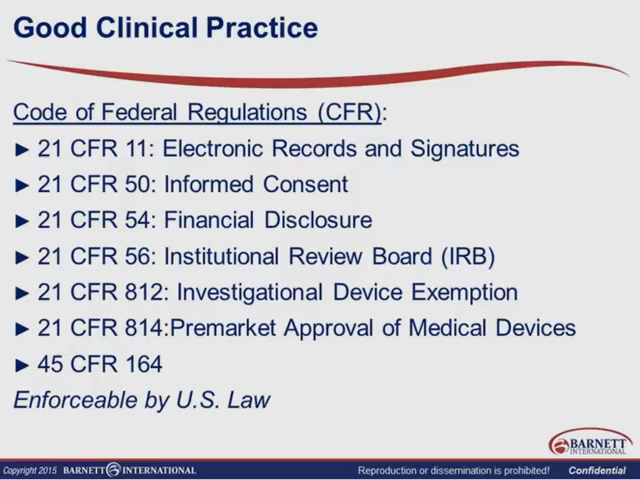 Good Clinical Practice
Code of Federal Regulations (CFR):
► 21 CFR 11: Electronic Records and Signatures
► 21 CFR 50: Informed Consent
► 21 CFR 54: Financial Disclosure
► 21 CFR 56: Institutional Review Board (IRB)
► 21 CFR 812: Investigational Device Exemption
► 21 CFR 814:Premarket Approval of Medical Devices
► 45 CFR 164
Enforceable by U.S. Law
BARNETT
INTERNATIONAL
Copyright 2015 BARNETT INTERNATIONAL Reproduction or dissemination is prohibited! Confidential